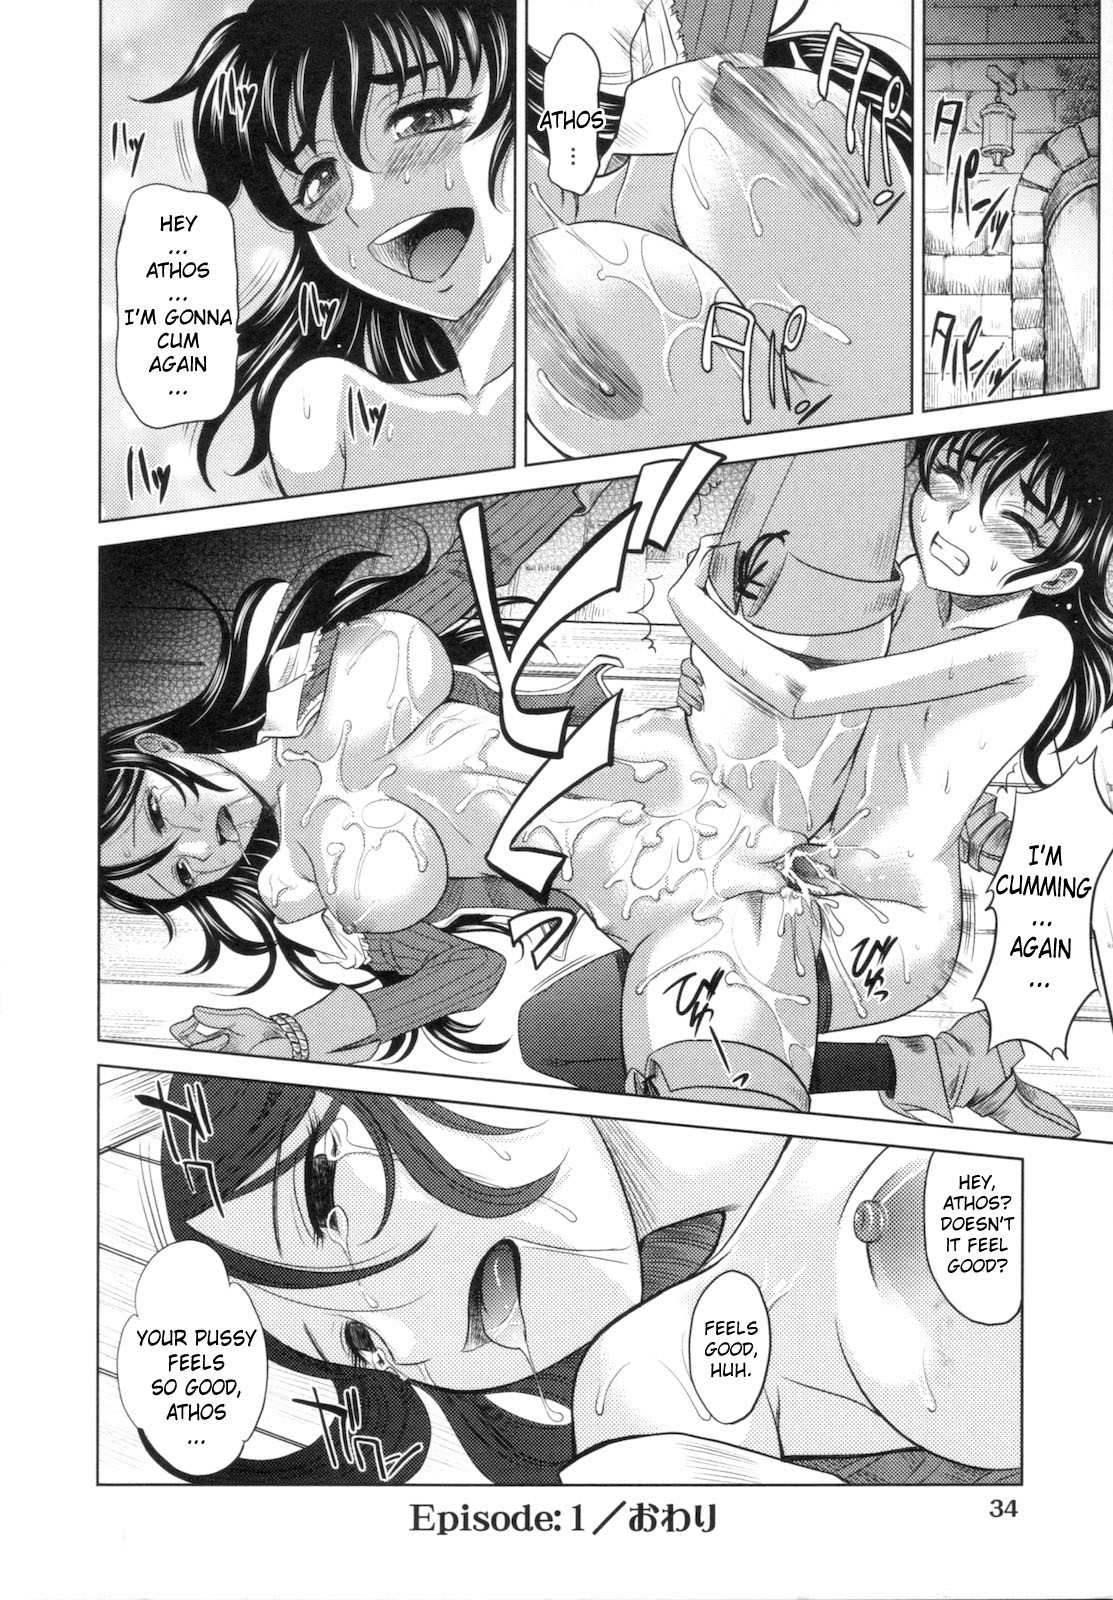 ATHOS
...
HEY
...
ATHOS
...
I'M GONNA
CUM
AGAIN
...
I'M
CUMMING
...
AGAIN
...
HEY,
ATHOS?
DOESN'T
IT FEEL
GOOD?
FEELS
GOOD,
HUH.
YOUR PUSSY
FEELS
SO GOOD,
ATHOS
...
Episode:1／おわり
34